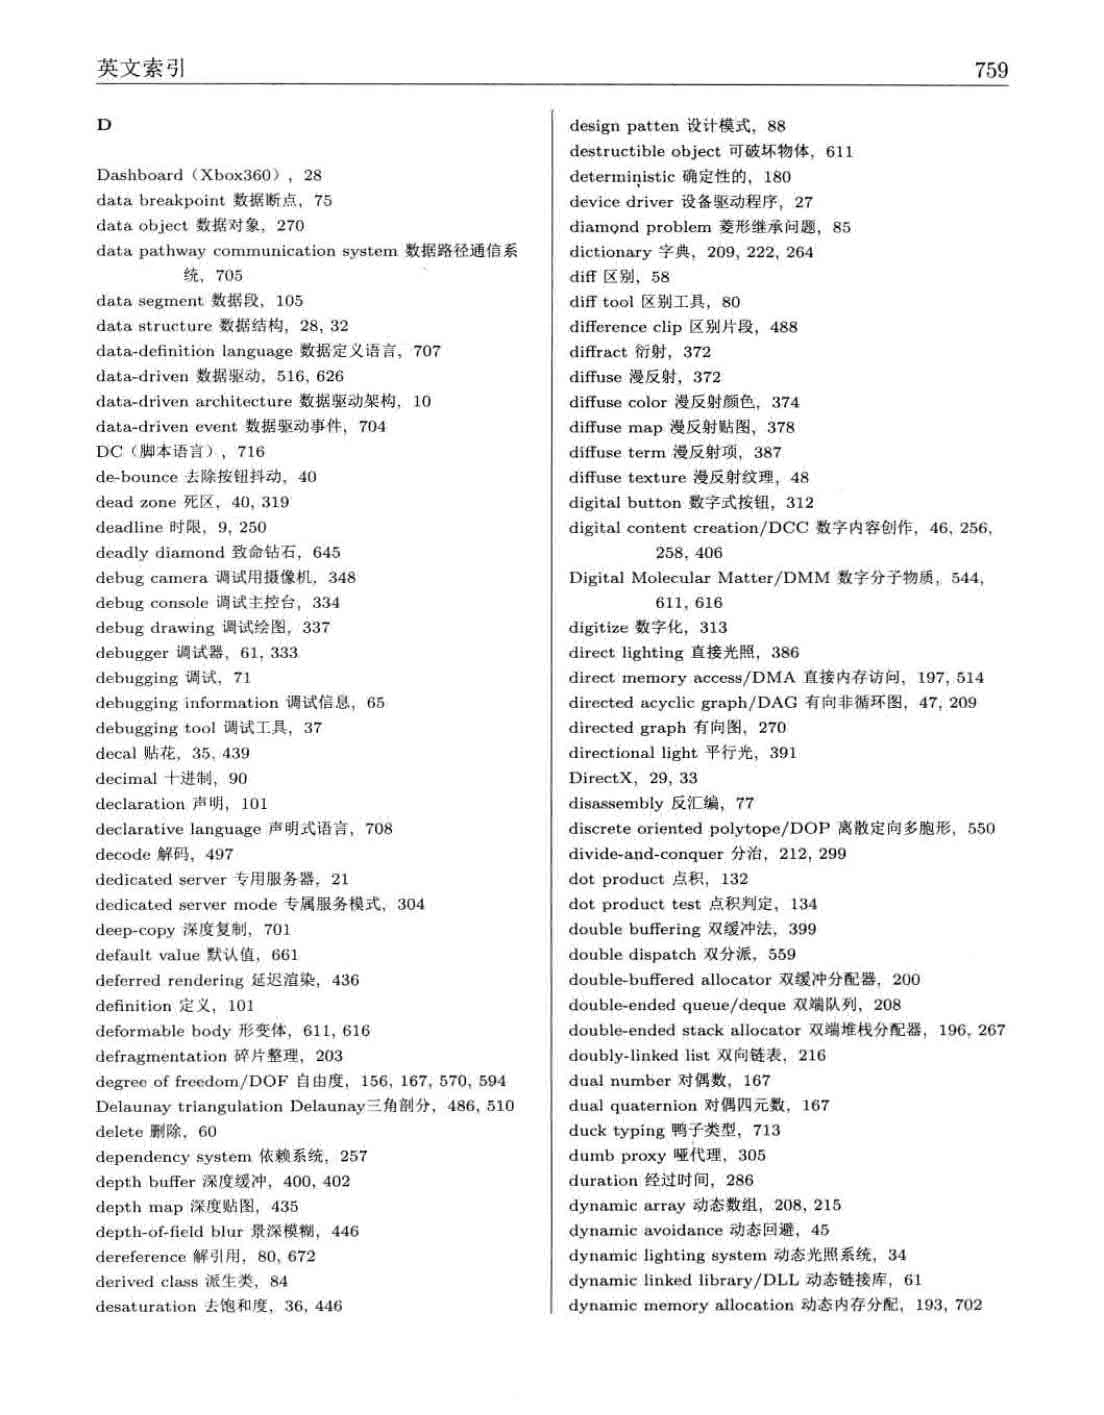 英文索引
759
D
Dashboard（Xbox360）, 28
data breakpoint 数据断点, 75
data object 数据对象, 270
data pathway communication system 数据路径通信系
统, 705
data segment 数据段, 105
data structure 数据结构, 28, 32
data-definition language 数据定义语言, 707
data-driven 数据驱动, 516, 626
data-driven architecture 数据驱动架构, 10
data-driven event 数据驱动事件, 704
DC（脚本语言）, 716
de-bounce 去除按钮抖动, 40
dead zone 死区, 40, 319
deadline 时限, 9, 250
deadly diamond 致命钻石, 645
debug camera 调试用摄像机, 348
debug console 调试主控台, 334
debug drawing 调试绘图, 337
debugger 调试器, 61, 333
debugging 调试, 71
debugging information 调试信息, 65
debugging tool 调试工具, 37
decal 贴花, 35, 439
decimal 十进制, 90
declaration 声明, 101
declarative language 声明式语言, 708
decode 解码, 497
dedicated server 专用服务器, 21
dedicated server mode 专属服务模式, 304
deep-copy 深度复制, 701
default value 默认值, 661
deferred rendering 延迟渲染, 436
definition 定义, 101
deformable body 形变体, 611, 616
defragmentation 碎片整理, 203
degree of freedom/DOF 自由度, 156, 167, 570, 594
Delaunay triangulation Delaunay三角剖分, 486, 510
delete 删除, 60
dependency system 依赖系统, 257
depth buffer 深度缓冲, 400, 402
depth map 深度贴图, 435
depth-of-field blur 景深模糊, 446
dereference 解引用, 80, 672
derived class 派生类, 84
desaturation 去饱和度, 36, 446
design patten 设计模式, 88
destructible object 可破坏物体, 611
deterministic 确定性的, 180
device driver 设备驱动程序, 27
diamond problem 菱形继承问题, 85
dictionary 字典, 209, 222, 264
diff 区别, 58
diff tool 区别工具, 80
difference clip 区别片段, 488
diffract 衍射, 372
diffuse 漫反射, 372
diffuse color 漫反射颜色, 374
diffuse map 漫反射贴图, 378
diffuse term 漫反射项, 387
diffuse texture 漫反射纹理, 48
digital button 数字式按钮, 312
digital content creation/DCC 数字内容创作, 46, 256,
258, 406
Digital Molecular Matter/DMM 数字分子物质, 544,
611, 616
digitize 数字化, 313
direct lighting 直接光照, 386
direct memory access/DMA 直接内存访问, 197, 514
directed acyclic graph/DAG 有向非循环图, 47, 209
directed graph 有向图, 270
directional light 平行光, 391
DirectX, 29, 33
disassembly 反汇编, 77
discrete oriented polytope/DOP 离散定向多胞形, 550
divide-and-conquer 分治, 212, 299
dot product 点积, 132
dot product test 点积判定, 134
double buffering 双缓冲法, 399
double dispatch 双分派, 559
double-buffered allocator 双缓冲分配器, 200
double-ended queue/deque 双端队列, 208
double-ended stack allocator 双端堆栈分配器, 196, 267
doubly-linked list 双向链表, 216
dual number 对偶数, 167
dual quaternion 对偶四元数, 167
duck typing 鸭子类型, 713
dumb proxy 哑代理, 305
duration 经过时间, 286
dynamic array 动态数组, 208, 215
dynamic avoidance 动态回避, 45
dynamic lighting system 动态光照系统, 34
dynamic linked library/DLL 动态链接库, 61
dynamic memory allocation 动态内存分配, 193, 702